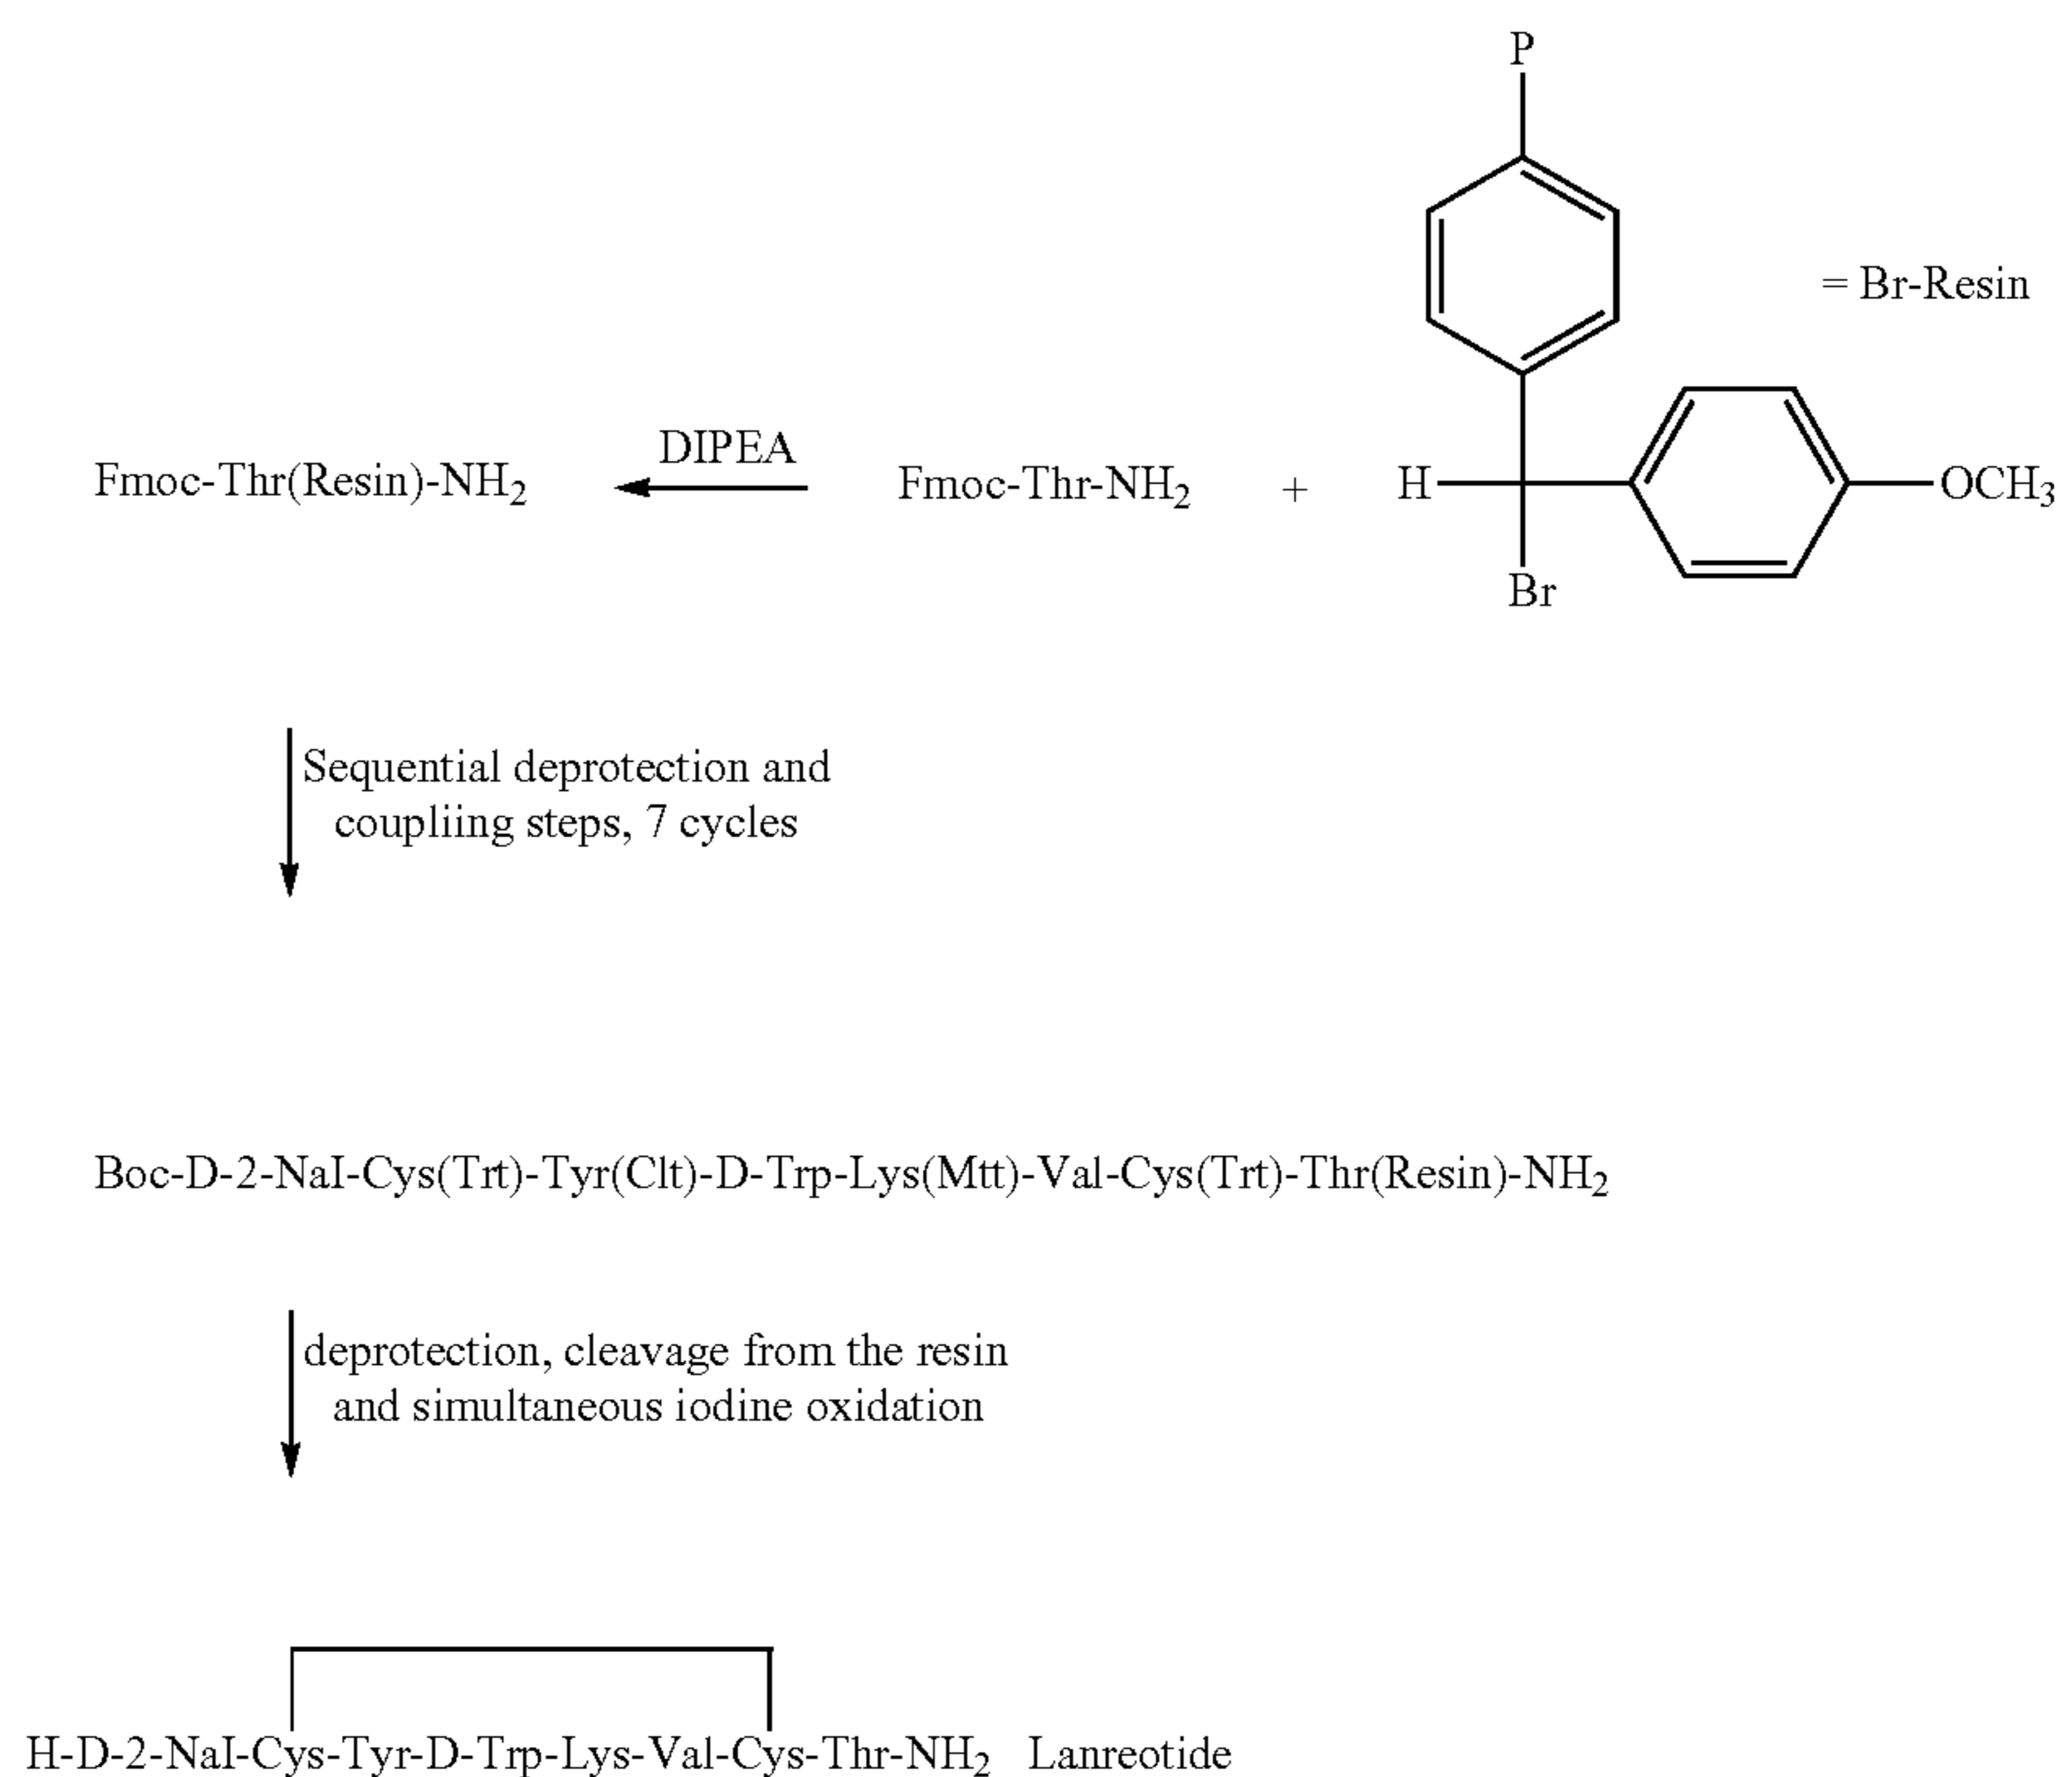 P
= Br-Resin
DIPEA
Fmoc-Thr(Resin)-NH₂
Fmoc-Thr-NH₂ + H OCH₃
Br
Sequential deprotection and
coupliing steps, 7 cycles
Boc-D-2-NaI-Cys(Trt)-Tyr(Clt)-D-Trp-Lys(Mtt)-Val-Cys(Trt)-Thr(Resin)-NH₂
deprotection, cleavage from the resin
and simultaneous iodine oxidation
H-D-2-NaI-Cys-Tyr-D-Trp-Lys-Val-Cys-Thr-NH₂ Lanreotide